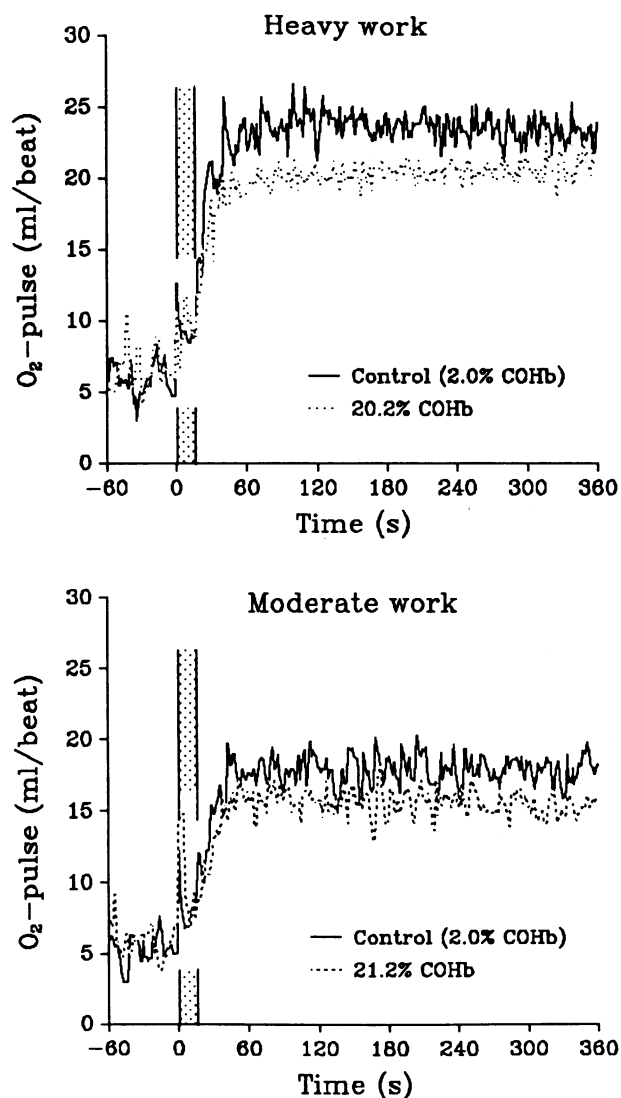 Heavy work
30
25
20
15
10
5
0
O₂-pulse (ml/beat)
Control (2.0% COHb)
20.2% COHb
-60 0 60 120 180 240 300 360
Time (s)
Moderate work
30
25
20
15
10
5
0
O₂-pulse (ml/beat)
Control (2.0% COHb)
21.2% COHb
-60 0 60 120 180 240 300 360
Time (s)